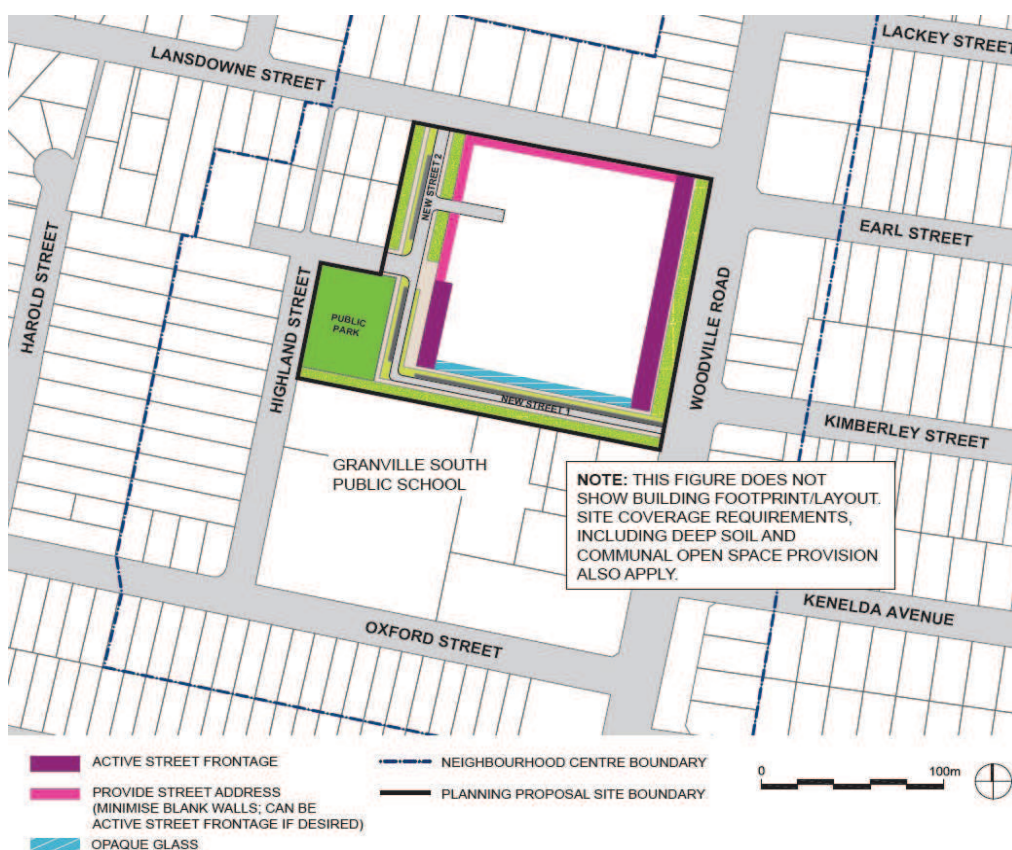 LACKEY STREET
LANSDOWNE STREET
NEW STREET 2
EARL STREET
HAROLD STREET
HIGHLAND STREET
PUBLIC
PARK
WOODVILLE ROAD
NEW STREET 1
KIMBERLEY STREET
GRANVILLE SOUTH
PUBLIC SCHOOL
NOTE: THIS FIGURE DOES NOT
SHOW BUILDING FOOTPRINT/LAYOUT.
SITE COVERAGE REQUIREMENTS,
INCLUDING DEEP SOIL AND
COMMUNAL OPEN SPACE PROVISION
ALSO APPLY.
KENELDA AVENUE
OXFORD STREET
ACTIVE STREET FRONTAGE
PROVIDE STREET ADDRESS
(MINIMISE BLANK WALLS; CAN BE
ACTIVE STREET FRONTAGE IF DESIRED)
OPAQUE GLASS
NEIGHBOURHOOD CENTRE BOUNDARY
PLANNING PROPOSAL SITE BOUNDARY
0 100m